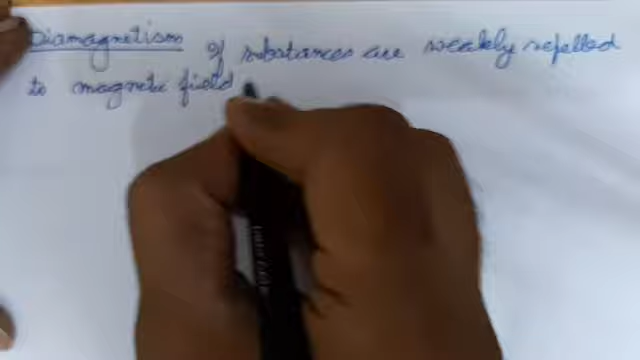 Diamagnetism If substances are weakly repelled
to magnetic field